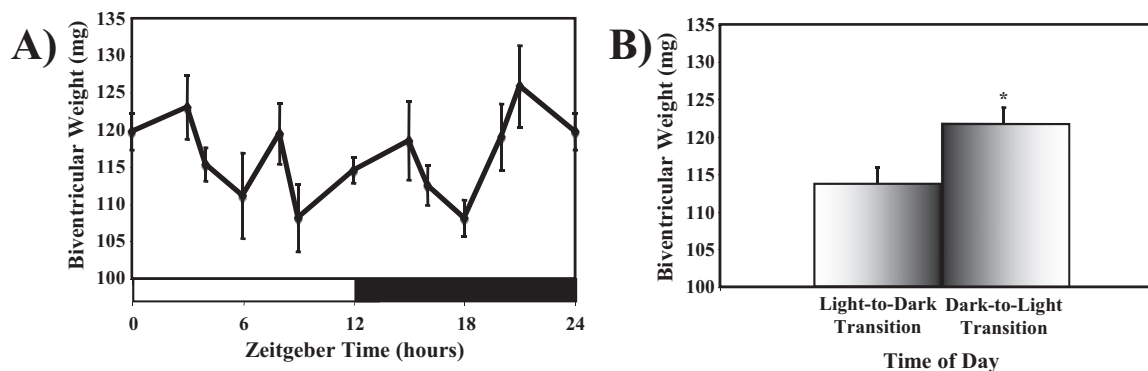 A)
Biventricular Weight (mg)
135
130
125
120
115
110
105
100
0
6
12
18
24
Zeitgeber Time (hours)
B)
Biventricular Weight (mg)
135
130
125
120
115
110
105
100
*
Light-to-Dark
Transition
Dark-to-Light
Transition
Time of Day